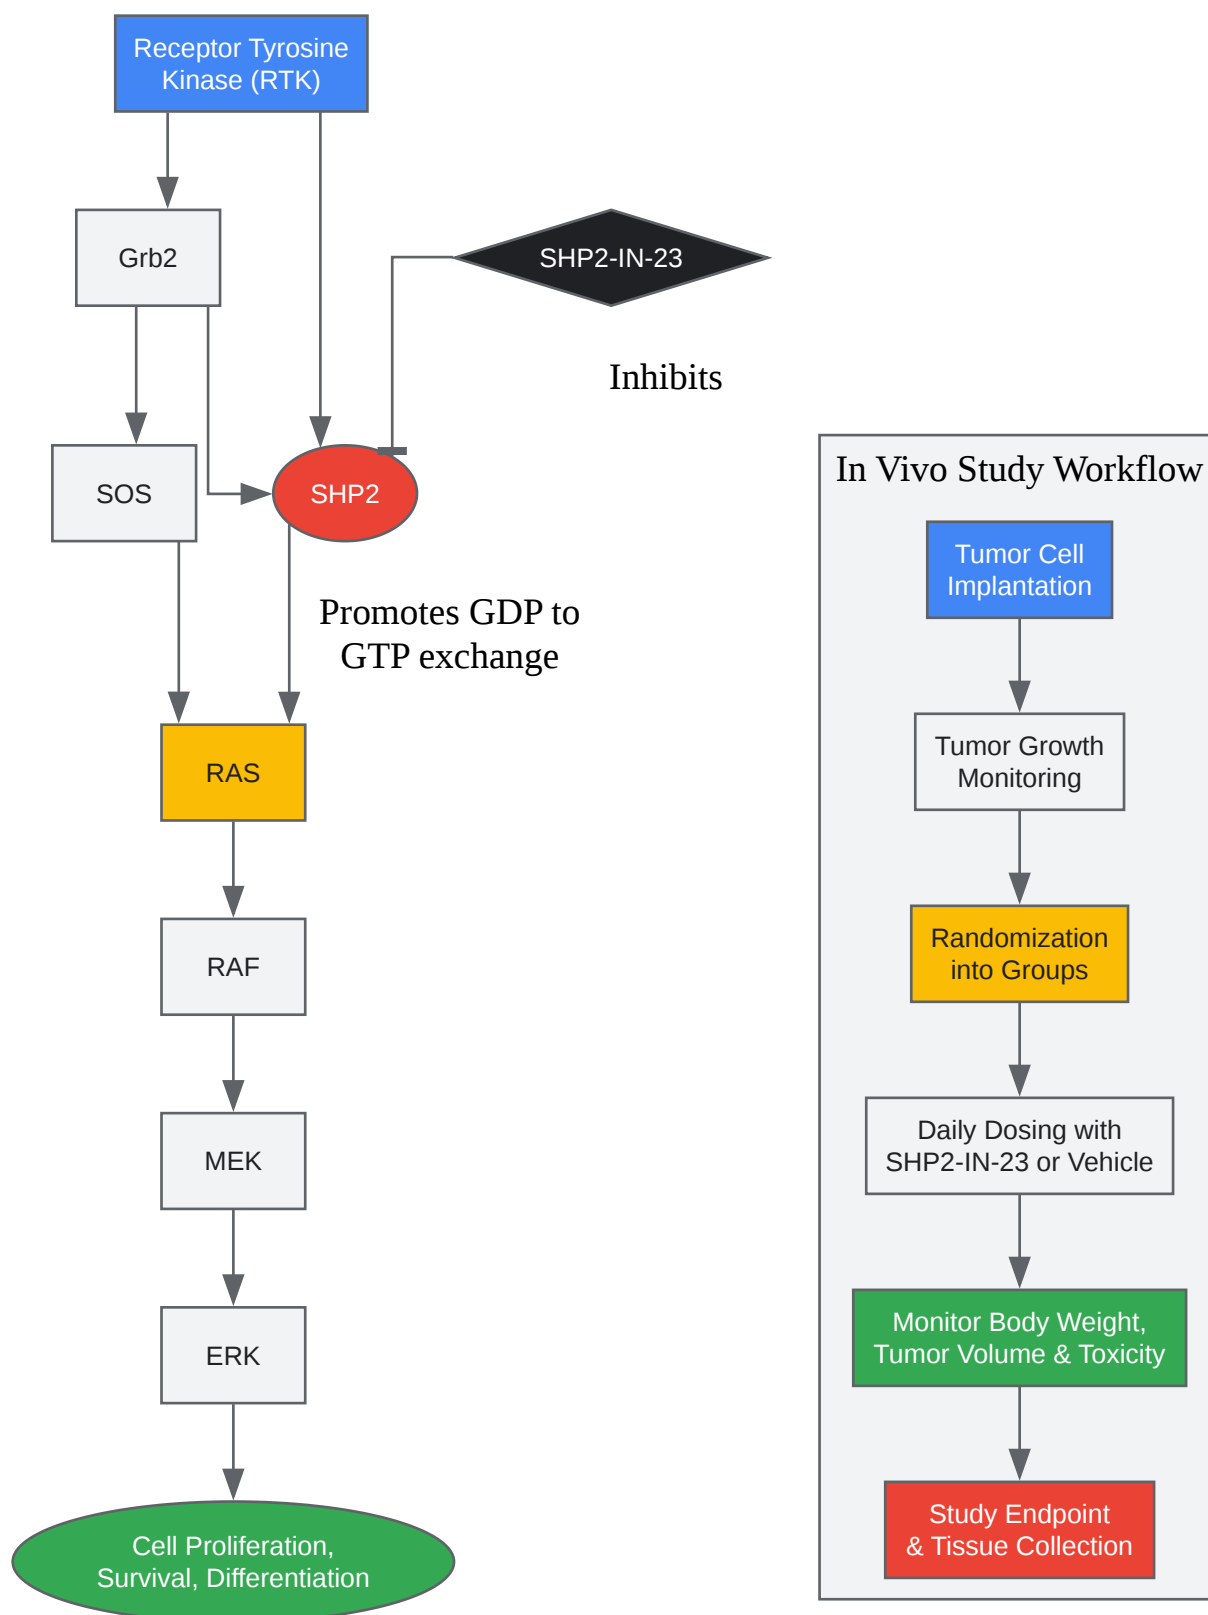 Receptor Tyrosine
Kinase (RTK)
Grb2
SHP2-IN-23
Inhibits
SOS
SHP2
Promotes GDP to
GTP exchange
RAS
RAF
MEK
ERK
Cell Proliferation,
Survival, Differentiation
In Vivo Study Workflow
Tumor Cell
Implantation
Tumor Growth
Monitoring
Randomization
into Groups
Daily Dosing with
SHP2-IN-23 or Vehicle
Monitor Body Weight,
Tumor Volume & Toxicity
Study Endpoint
& Tissue Collection